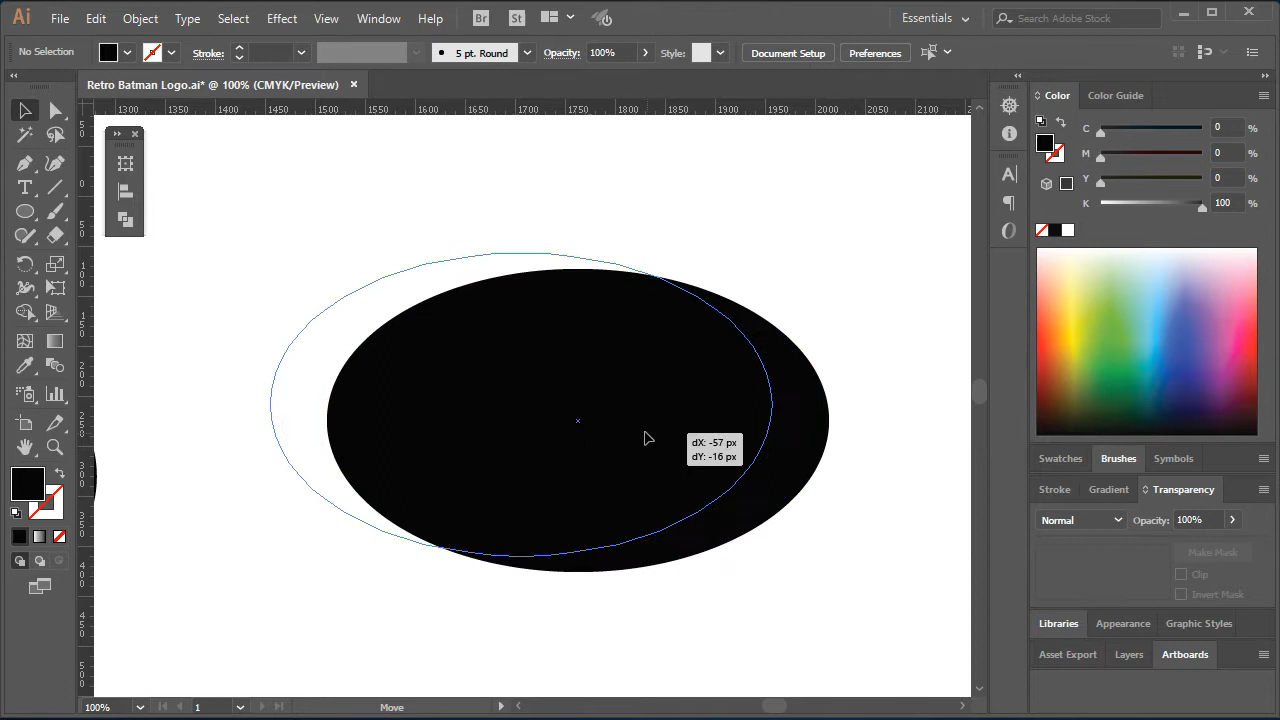 Ai File Edit Object Type Select Effect View Window Help Br St Essentials Search Adobe Stock
No Selection Stroke: 5 pt. Round Opacity: 100% Style: Document Setup Preferences
Retro Batman Logo.ai* @ 100% (CMYK/Preview)
1300 1350 1400 1450 1500 1550 1600 1650 1700 1750 1800 1850 1900 1950 2000 2050 2100
Color Color Guide
C 0 %
M 0 %
Y 0 %
K 100 %
dX: -57 px
dY: -16 px
Swatches Brushes Symbols
Stroke Gradient Transparency
Normal Opacity: 100%
Make Mask
Clip
Invert Mask
Libraries Appearance Graphic Styles
Asset Export Layers Artboards
100% 1 Move